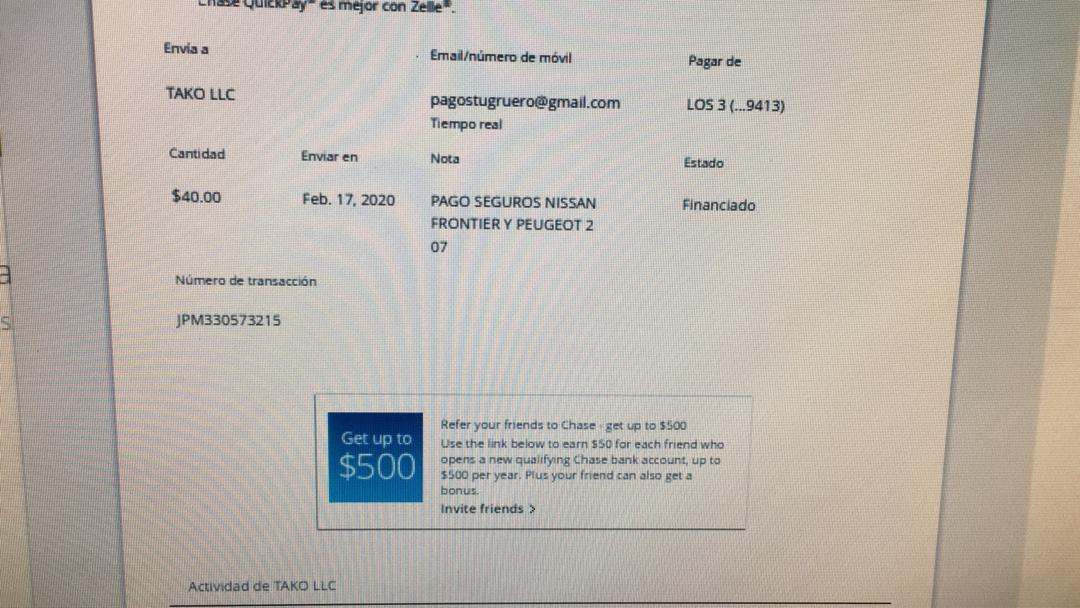 Chase QuickPay℠ es mejor con Zelle®.
Envía a
Email/número de móvil
Pagar de
TAKO LLC
pagostugruero@gmail.com
LOS 3 (...9413)
Tiempo real
Cantidad
Enviar en
Nota
Estado
$40.00
Feb. 17, 2020
PAGO SEGUROS NISSAN
FRONTIER Y PEUGEOT 2
07
Financiado
Número de transacción
JPM330573215
Get up to
$500
Refer your friends to Chase - get up to $500
Use the link below to earn $50 for each friend who
opens a new qualifying Chase bank account, up to
$500 per year. Plus your friend can also get a
bonus.
Invite friends >
Actividad de TAKO LLC